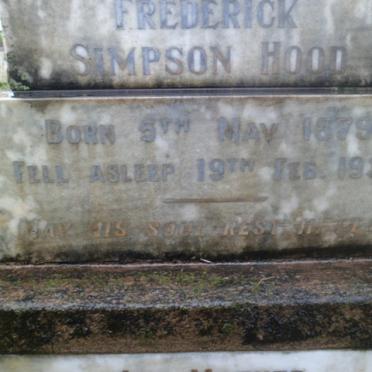 FREDERICK
SIMPSON HOOD
BORN 5TH MAY 1879
FELL ASLEEP 19TH FEB. 19
MAY HIS SOUL REST IN